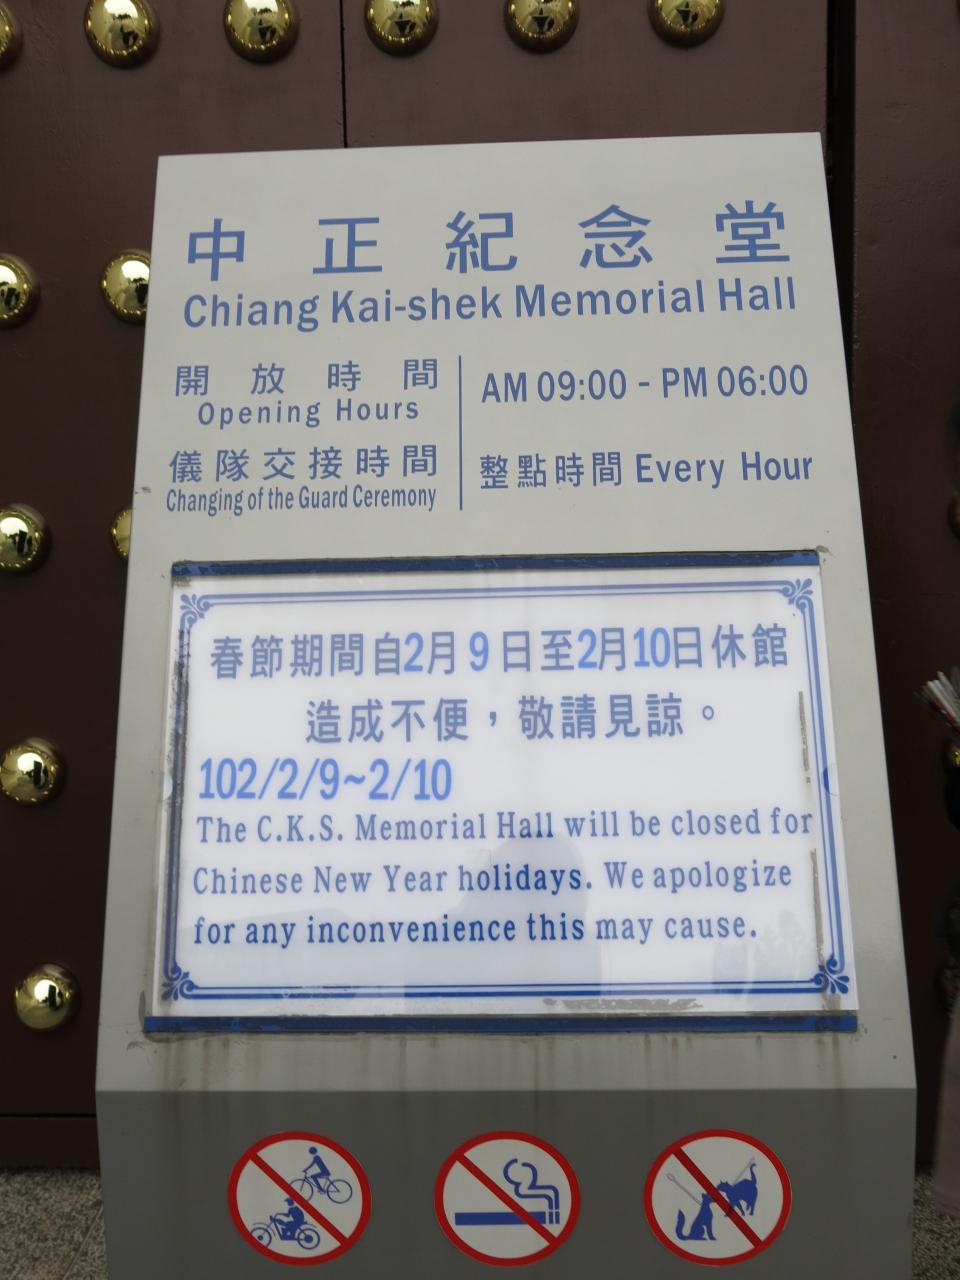 中正紀念堂
Chiang Kai-shek Memorial Hall
開放時間 AM 09:00 - PM 06:00
Opening Hours
儀隊交接時間 整點時間 Every Hour
Changing of the Guard Ceremony
春節期間自2月9日至2月10日休館
造成不便，敬請見諒。
102/2/9~2/10
The C.K.S. Memorial Hall will be closed for
Chinese New Year holidays. We apologize
for any inconvenience this may cause.